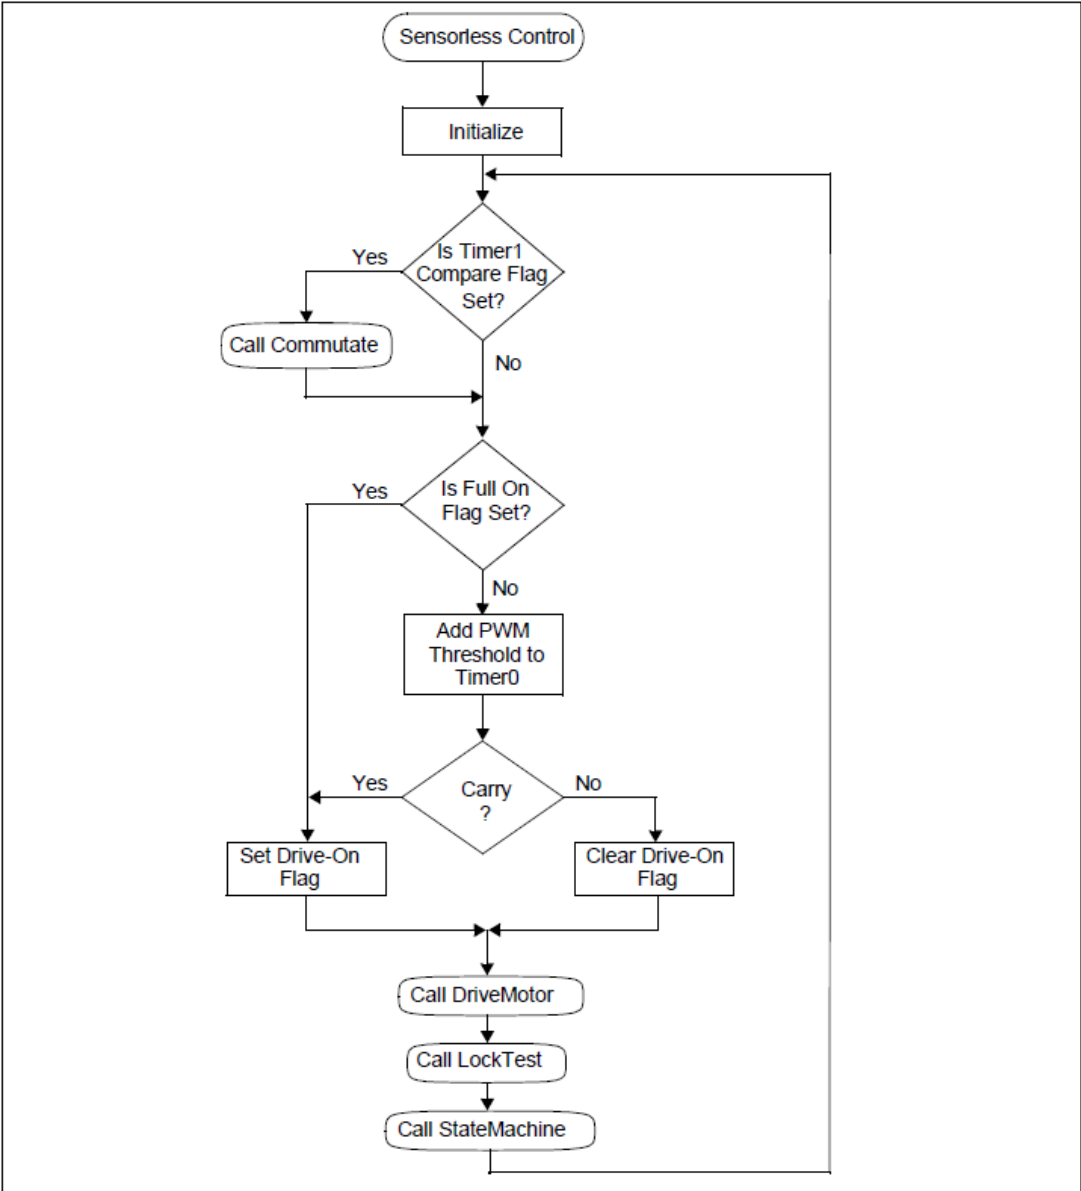 Sensorless Control
Initialize
Yes
Is Timer1
Compare Flag
Set?
Call Commutate
No
Yes
Is Full On
Flag Set?
No
Add PWM
Threshold to
Timer0
Yes
Carry
?
No
Set Drive-On
Flag
Clear Drive-On
Flag
Call DriveMotor
Call LockTest
Call StateMachine